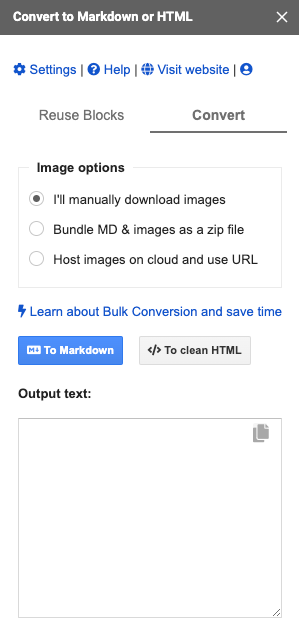 Convert to Markdown or HTML
Settings | Help | Visit website |
Reuse Blocks Convert
Image options
I'll manually download images
Bundle MD & images as a zip file
Host images on cloud and use URL
Learn about Bulk Conversion and save time
To Markdown </> To clean HTML
Output text: